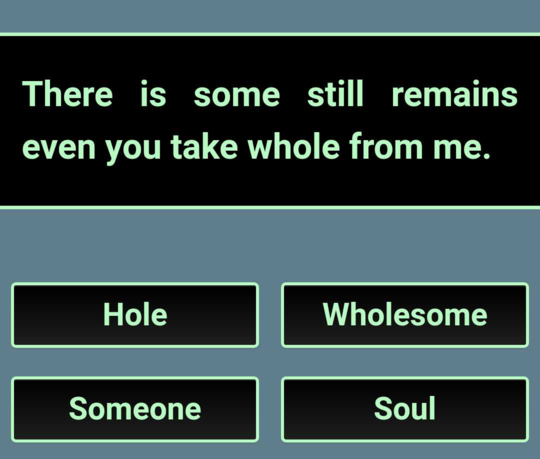 There is some still remains
even you take whole from me.
Hole
Wholesome
Someone
Soul